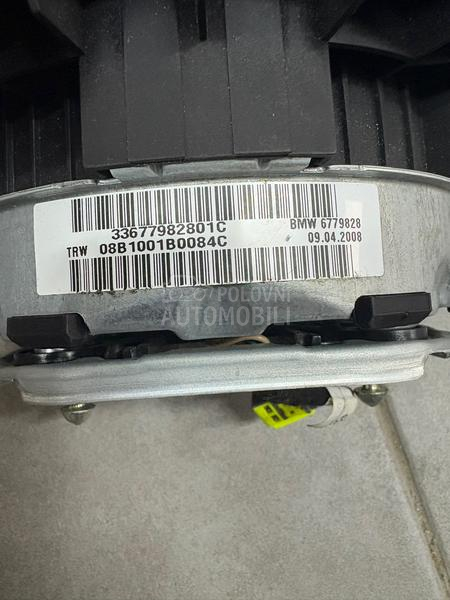 33677982801C
BMW 6779828
TRW 08B1001B0084C
09.04.2008
POLOVNI
AUTOMOBILI